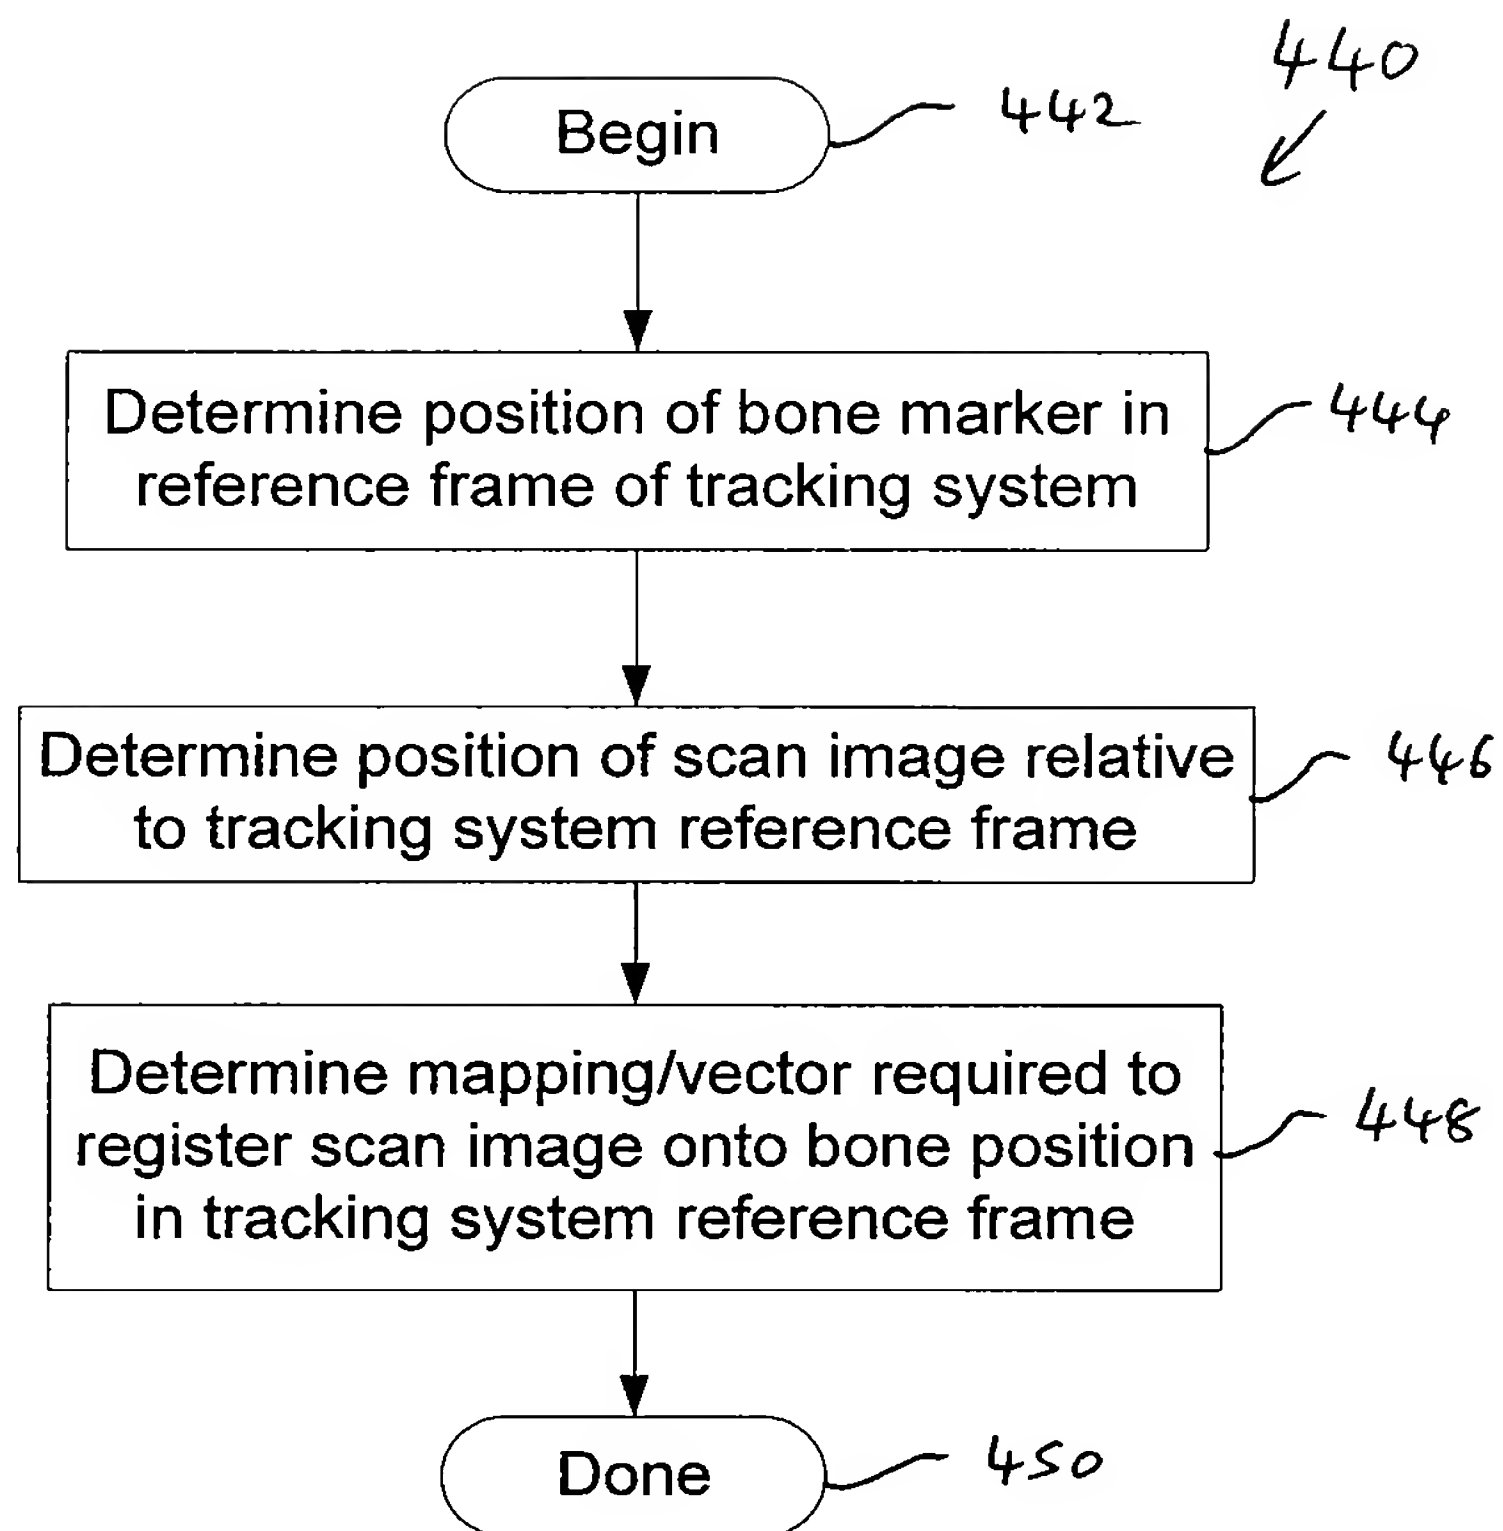 440
Begin
442
Determine position of bone marker in
reference frame of tracking system
444
Determine position of scan image relative
to tracking system reference frame
446
Determine mapping/vector required to
register scan image onto bone position
in tracking system reference frame
448
Done
450